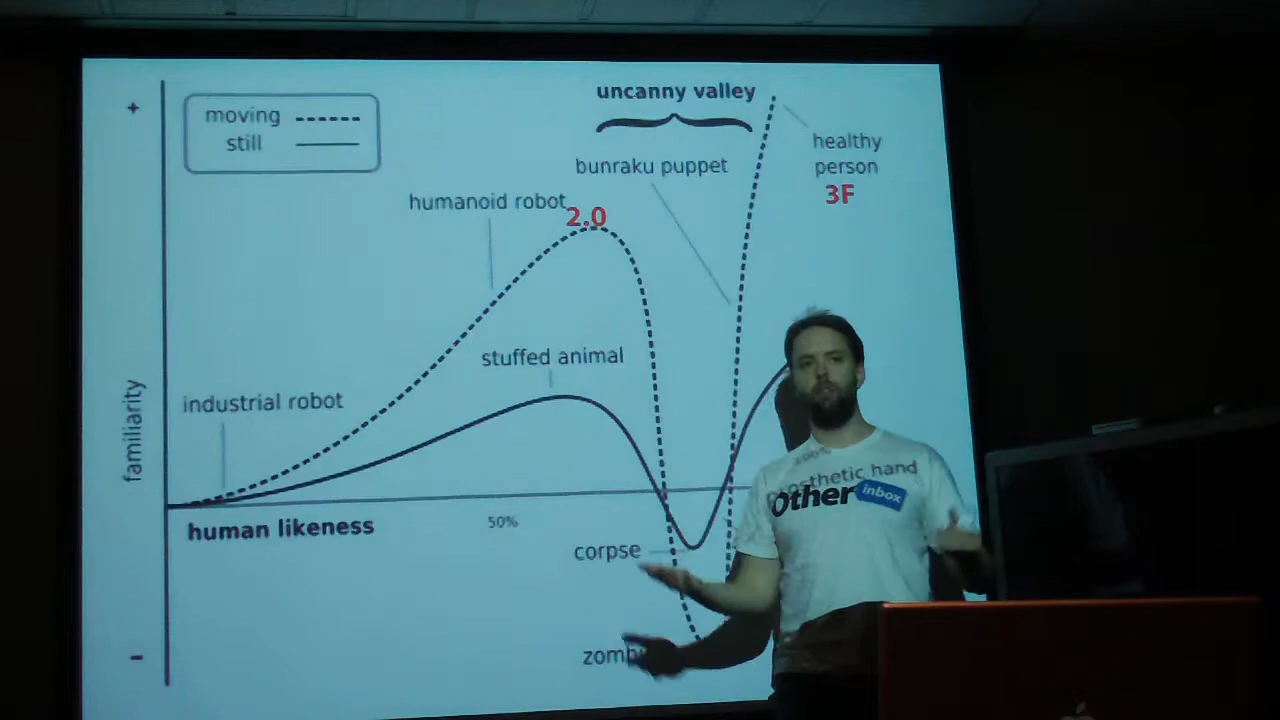 +
moving
still
uncanny valley
bunraku puppet
healthy
person
3F
humanoid robot
2.0
stuffed animal
industrial robot
familiarity
human likeness
50%
100%
prosthetic hand
Other inbox
corpse
-